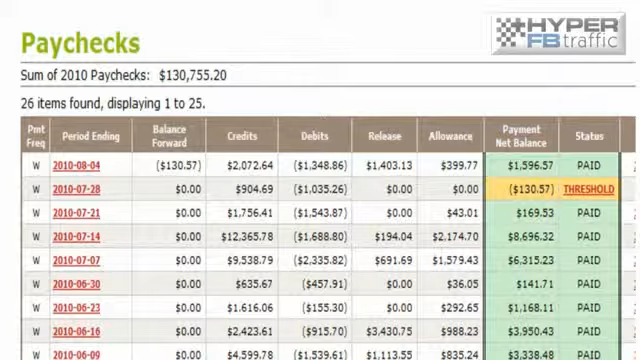 HYPER
FBtraffic
Paychecks
Sum of 2010 Paychecks: $130,755.20
26 items found, displaying 1 to 25.
Pmt Freq Period Ending Balance Forward Credits Debits Release Allowance Payment Net Balance Status
W 2010-08-04 ($130.57) $2,072.64 ($1,348.86) $1,403.13 $399.77 $1,596.57 PAID
W 2010-07-28 $0.00 $904.69 ($1,035.26) $0.00 $0.00 ($130.57) THRESHOLD
W 2010-07-21 $0.00 $1,756.41 ($1,543.87) $0.00 $43.01 $169.53 PAID
W 2010-07-14 $0.00 $12,365.78 ($1,688.80) $194.04 $2,174.70 $8,696.32 PAID
W 2010-07-07 $0.00 $9,538.79 ($2,335.82) $691.69 $1,579.43 $6,315.23 PAID
W 2010-06-30 $0.00 $635.67 ($457.91) $0.00 $36.05 $141.71 PAID
W 2010-06-23 $0.00 $1,616.06 ($155.30) $0.00 $292.65 $1,168.11 PAID
W 2010-06-16 $0.00 $2,423.61 ($915.70) $3,430.75 $988.23 $3,950.43 PAID
W 2010-06-09 $0.00 $4,599.78 ($1,539.61) $1,113.55 $835.24 $3,338.48 PAID